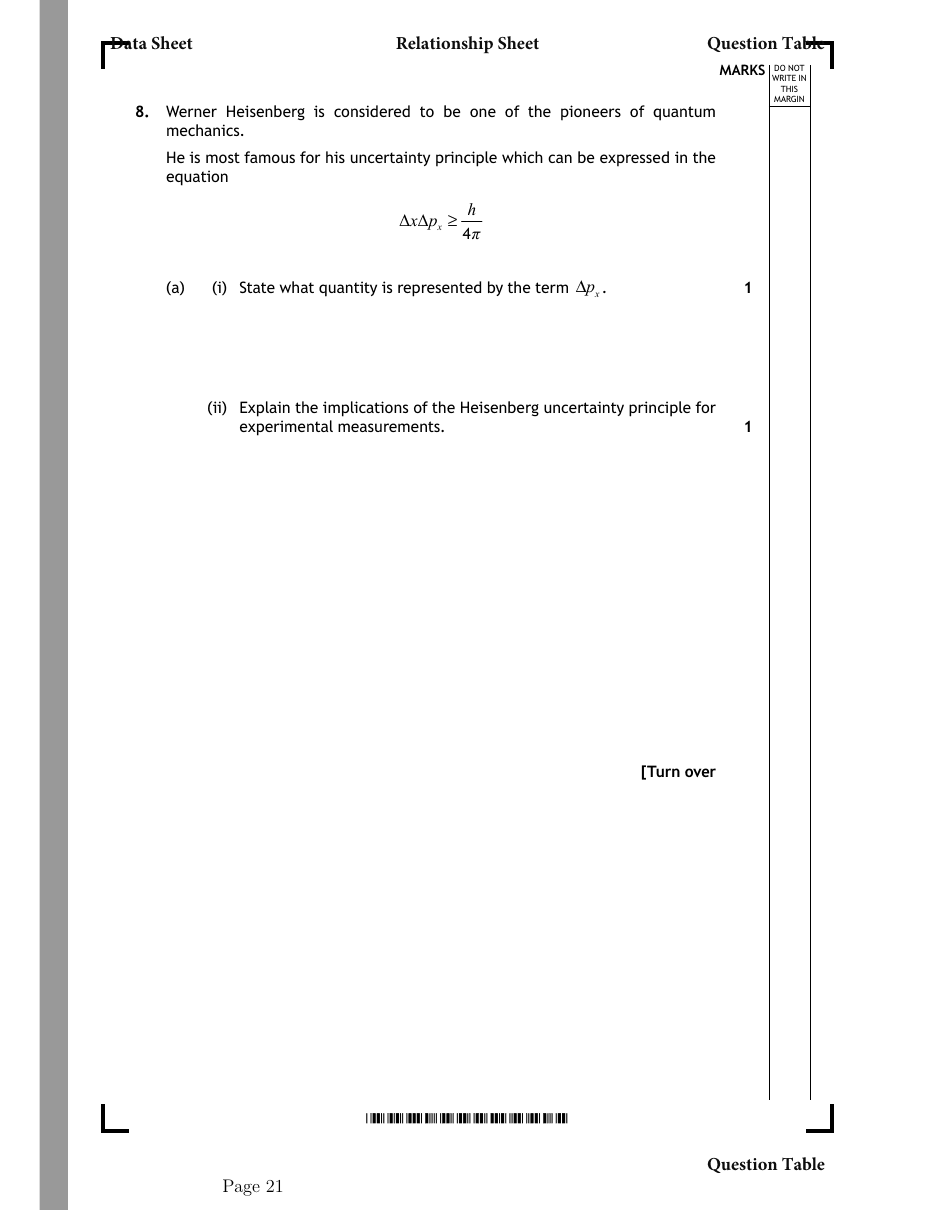 Data Sheet Relationship Sheet Question Table
MARKS
DO NOT
WRITE IN
THIS
MARGIN
8. Werner Heisenberg is considered to be one of the pioneers of quantum
mechanics.
He is most famous for his uncertainty principle which can be expressed in the
equation
ΔxΔpₓ ≥ h/4π
(a) (i) State what quantity is represented by the term Δpₓ. 1
(ii) Explain the implications of the Heisenberg uncertainty principle for
experimental measurements. 1
[Turn over
Question Table
Page 21